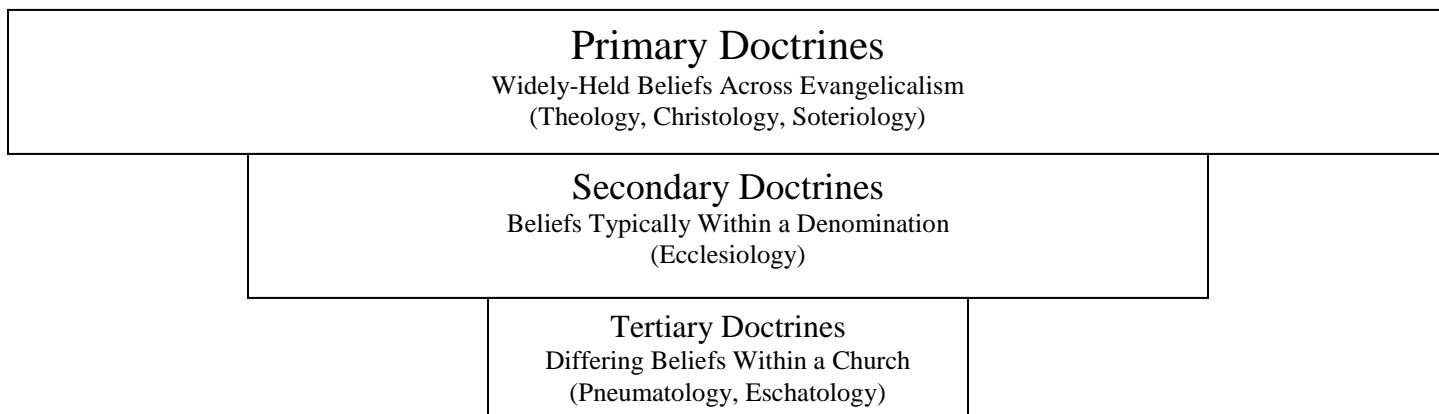 Primary Doctrines
Widely-Held Beliefs Across Evangelicalism
(Theology, Christology, Soteriology)
Secondary Doctrines
Beliefs Typically Within a Denomination
(Ecclesiology)
Tertiary Doctrines
Differing Beliefs Within a Church
(Pneumatology, Eschatology)